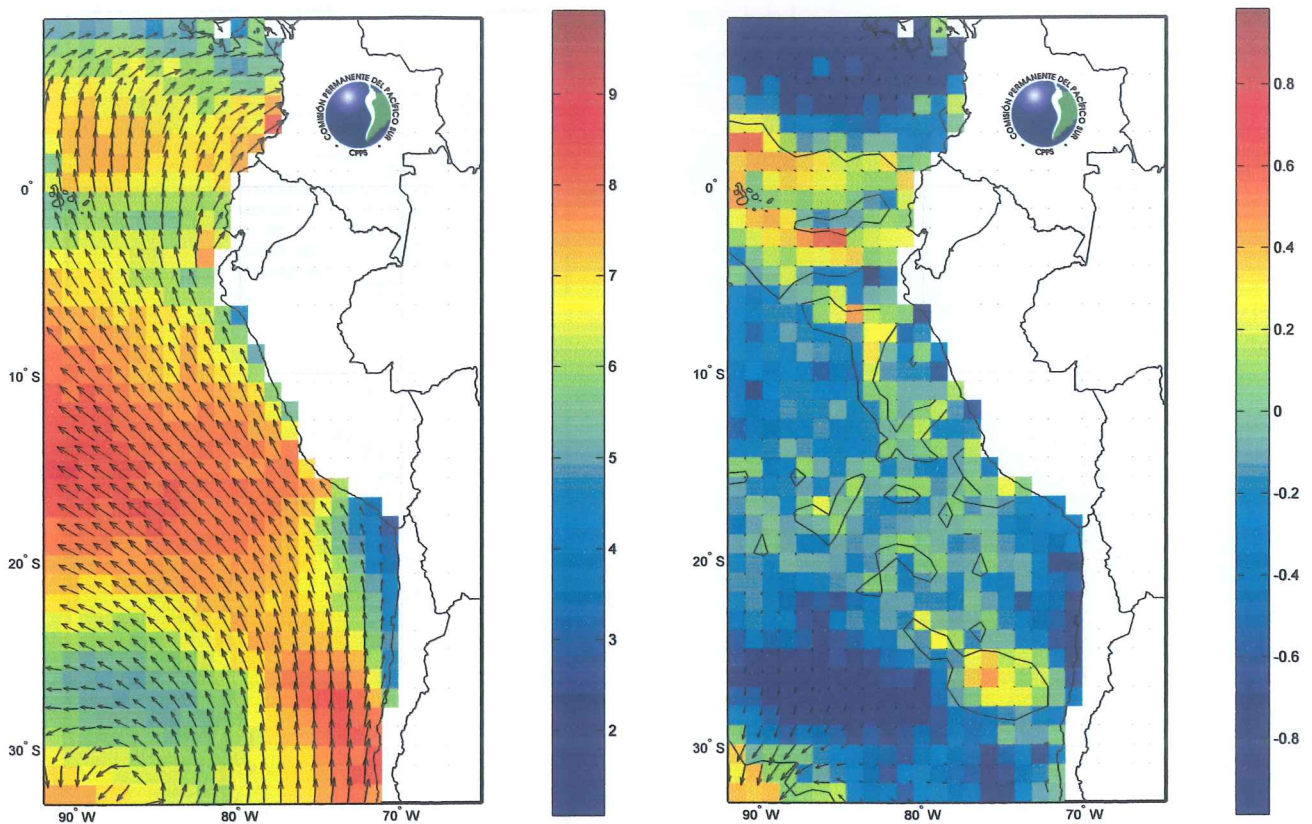 COMISIÓN PERMANENTE DEL PACÍFICO SUR
• CPPS •
0°
10° S
20° S
30° S
90° W
80° W
70° W
9
8
7
6
5
4
3
2
COMISIÓN PERMANENTE DEL PACÍFICO SUR
• CPPS •
0°
10° S
20° S
30° S
90° W
80° W
70° W
0.8
0.6
0.4
0.2
0
-0.2
-0.4
-0.6
-0.8